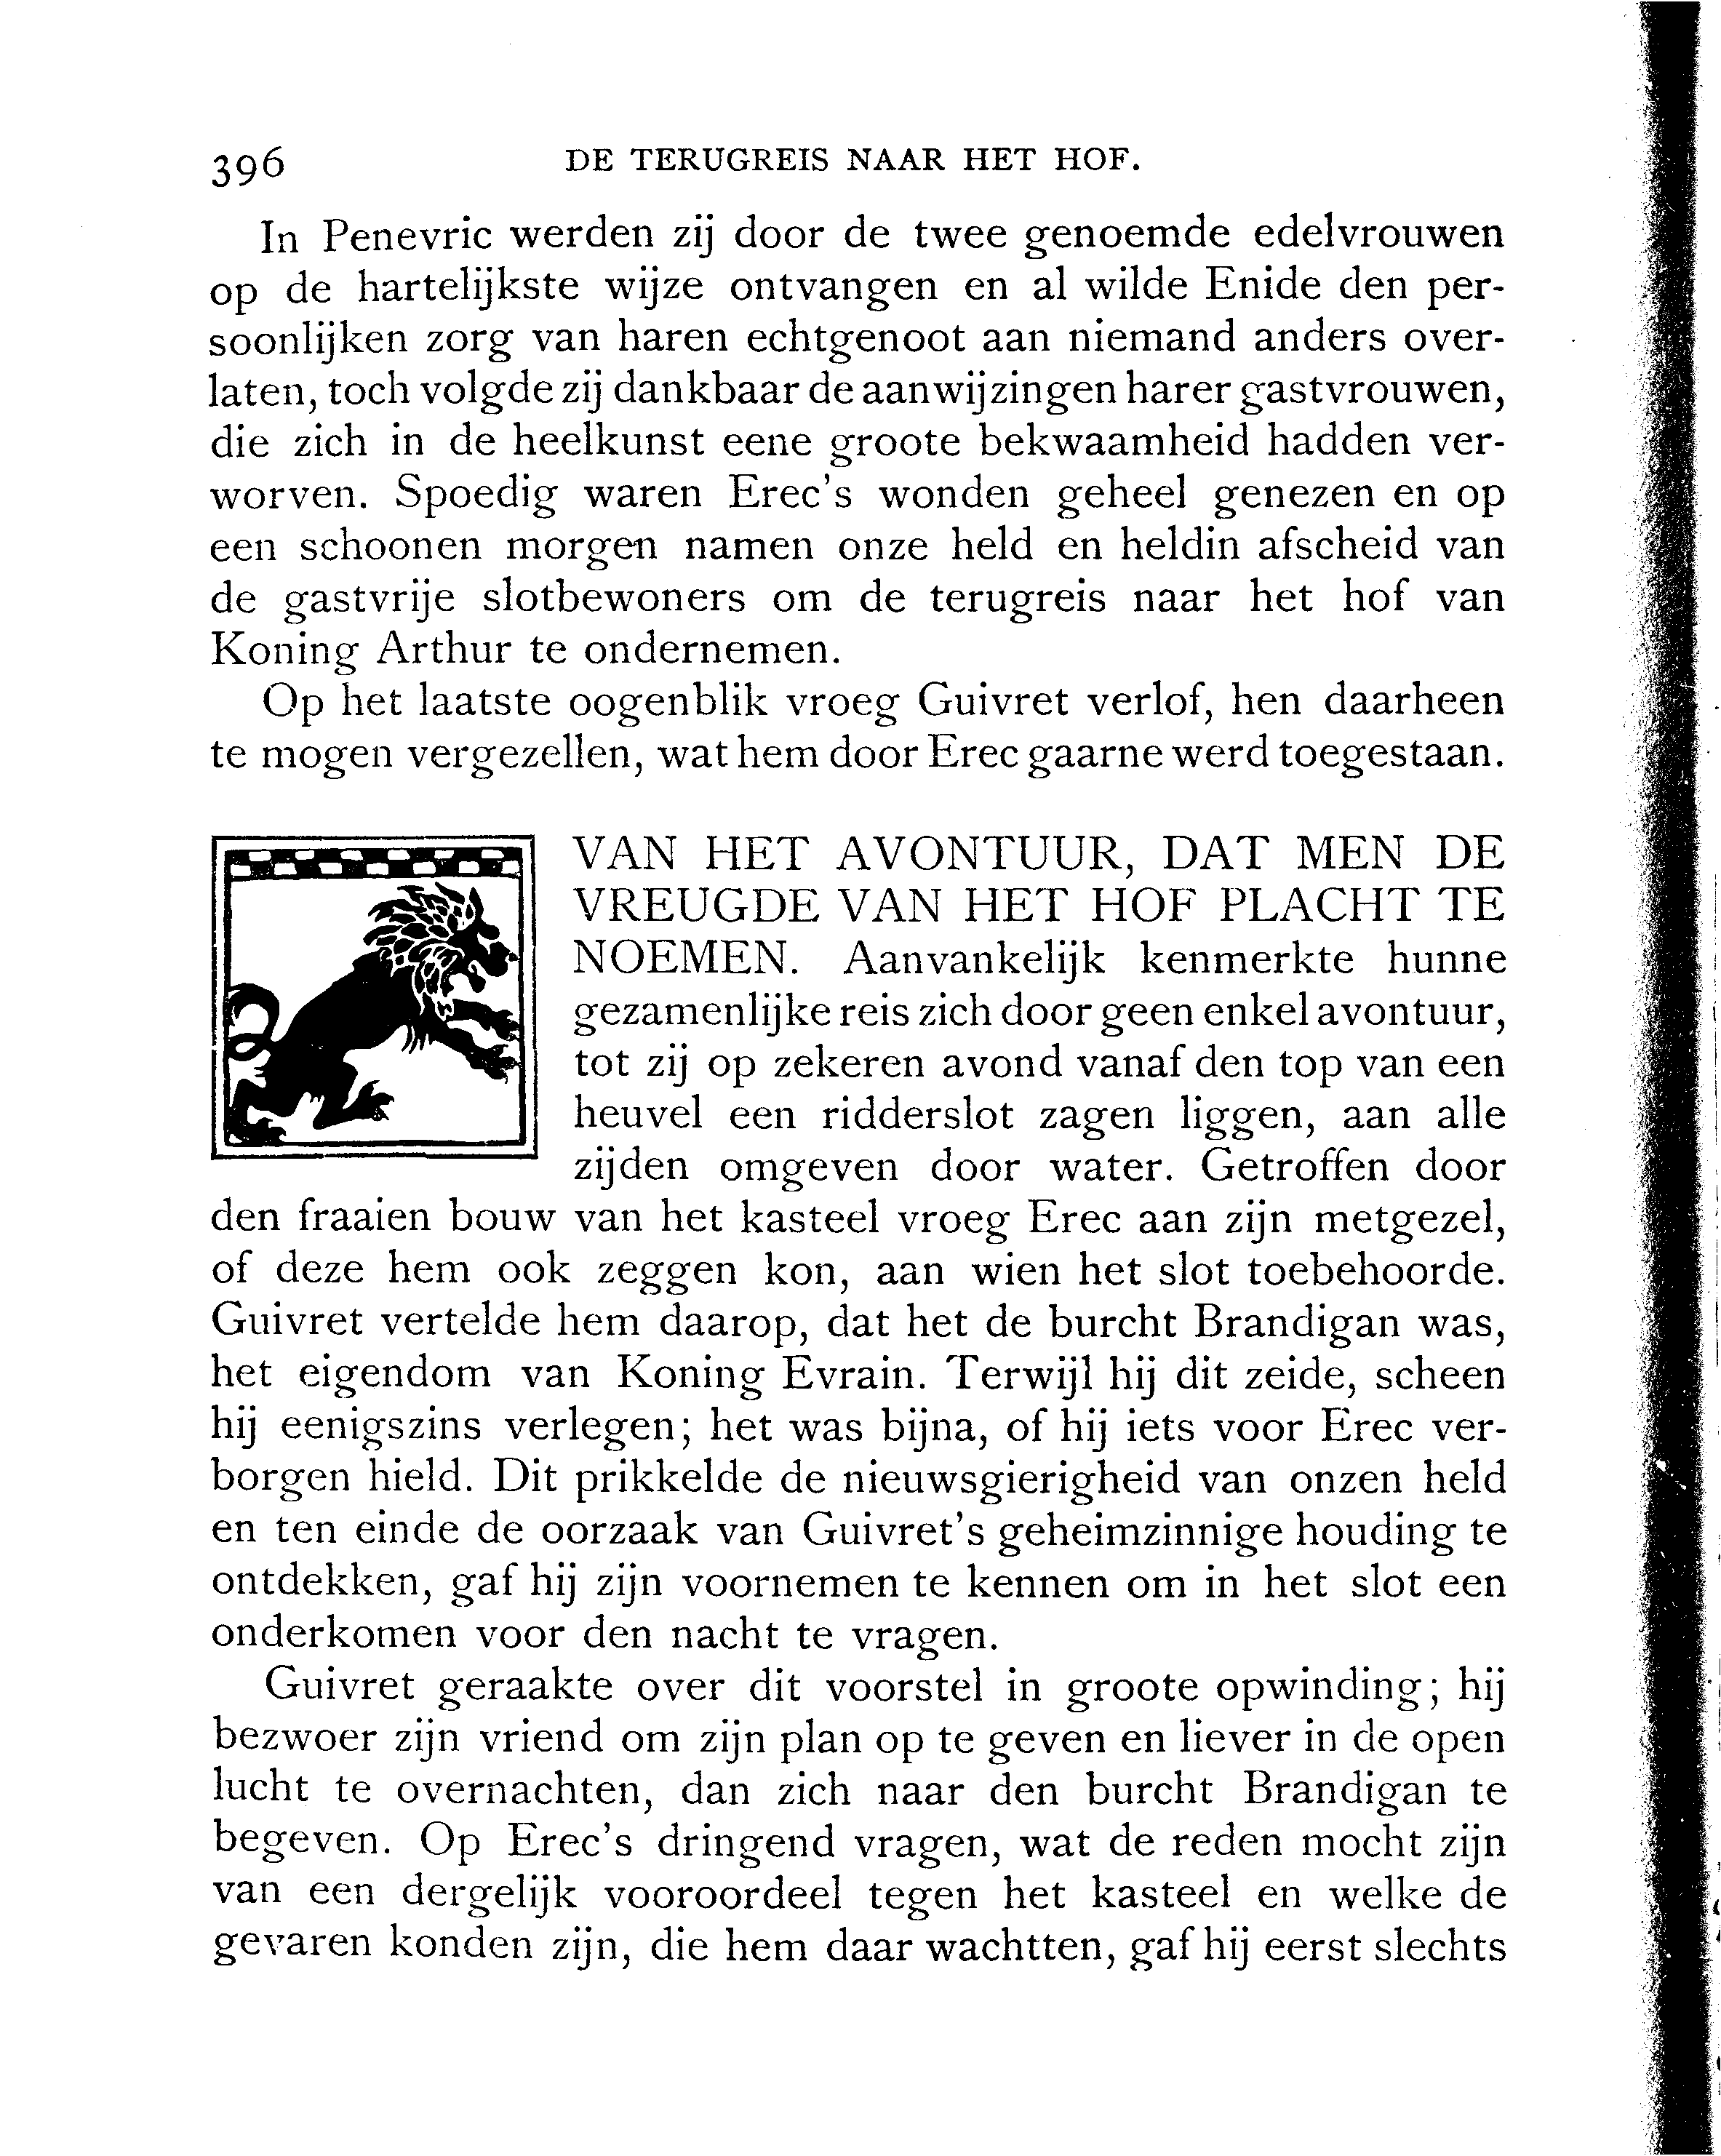 396
DE TERUGREIS NAAR HET HOF.
In Penevric werden zij door de twee genoemde edelvrouwen
op de hartelijkste wijze ontvangen en al wilde Enide den per-
soonlijken zorg van haren echtgenoot aan niemand anders over-
laten, toch volgde zij dankbaar de aanwijzingen harer gastvrouwen,
die zich in de heelkunst eene groote bekwaamheid hadden ver-
worven. Spoedig waren Erec's wonden geheel genezen en op
een schoonen morgen namen onze held en heldin afscheid van
de gastvrije slotbewoners om de terugreis naar het hof van
Koning Arthur te ondernemen.
Op het laatste oogenblik vroeg Guivret verlof, hen daarheen
te mogen vergezellen, wat hem door Erec gaarne werd toegestaan.
VAN HET AVONTUUR, DAT MEN DE
VREUGDE VAN HET HOF PLACHT TE
NOEMEN. Aanvankelijk kenmerkte hunne
gezamenlijke reis zich door geen enkel avontuur,
tot zij op zekeren avond vanaf den top van een
heuvel een ridderslot zagen liggen, aan alle
zijden omgeven door water. Getroffen door
den fraaien bouw van het kasteel vroeg Erec aan zijn metgezel,
of deze hem ook zeggen kon, aan wien het slot toebehoorde.
Guivret vertelde hem daarop, dat het de burcht Brandigan was,
het eigendom van Koning Evrain. Terwijl hij dit zeide, scheen
hij eenigszins verlegen; het was bijna, of hij iets voor Erec ver-
borgen hield. Dit prikkelde de nieuwsgierigheid van onzen held
en ten einde de oorzaak van Guivret's geheimzinnige houding te
ontdekken, gaf hij zijn voornemen te kennen om in het slot een
onderkomen voor den nacht te vragen.
Guivret geraakte over dit voorstel in groote opwinding; hij
bezwoer zijn vriend om zijn plan op te geven en liever in de open
lucht te overnachten, dan zich naar den burcht Brandigan te
begeven. Op Erec's dringend vragen, wat de reden mocht zijn
van een dergelijk vooroordeel tegen het kasteel en welke de
gevaren konden zijn, die hem daar wachtten, gaf hij eerst slechts